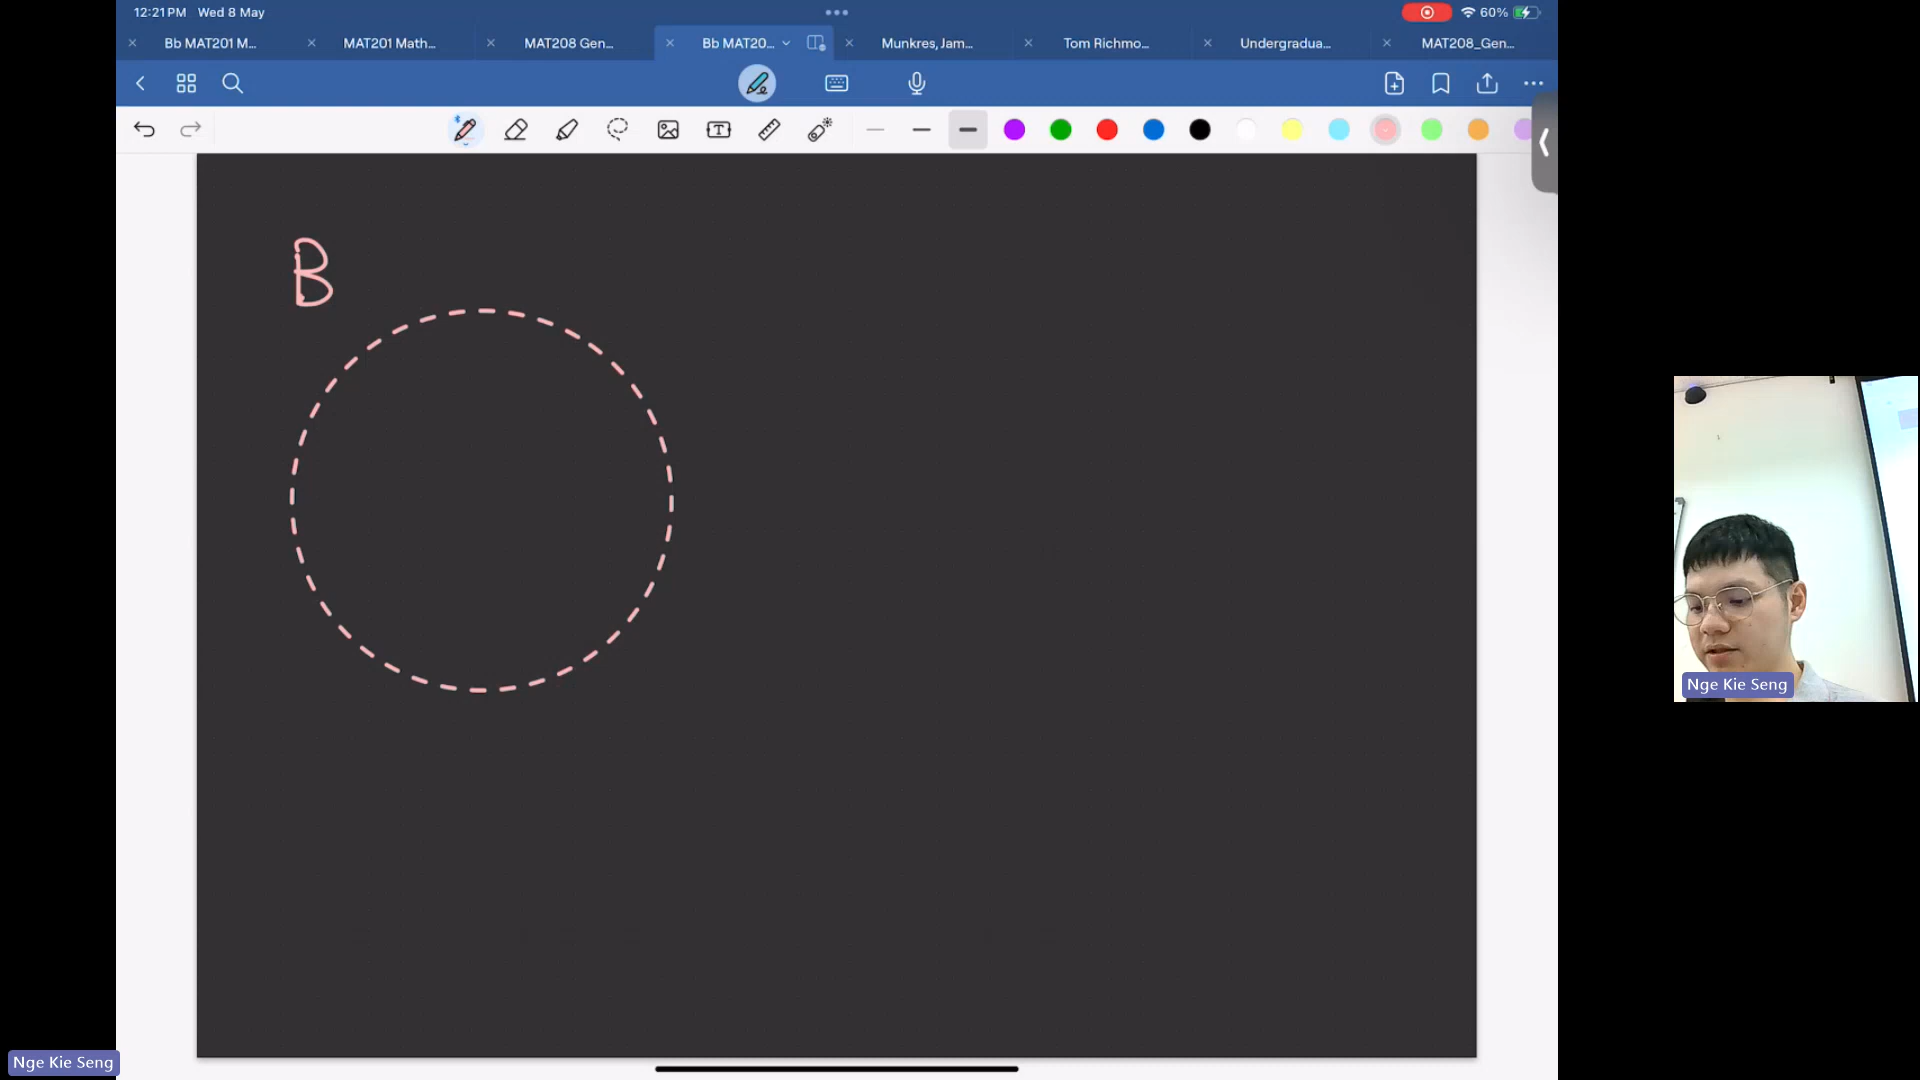 12:21 PM Wed 8 May
60%
Bb MAT201 M...
MAT201 Math...
MAT208 Gen...
Bb MAT20...
Munkres, Jam...
Tom Richmo...
Undergradua...
MAT208_Gen...
B
Nge Kie Seng
Nge Kie Seng